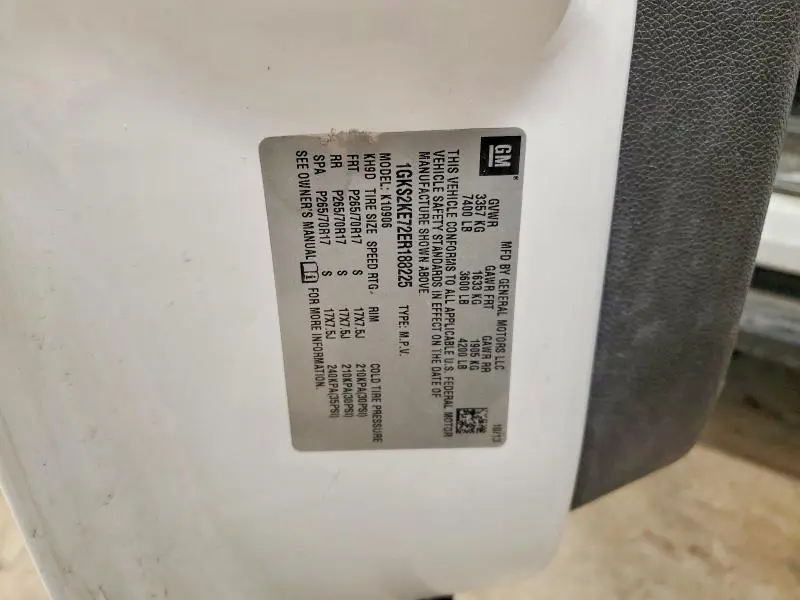 GM
MFD BY GENERAL MOTORS LLC
10/13
GVWR GAWR FRT GAWR RR
3357 KG 1633 KG 1905 KG
7400 LB 3600 LB 4200 LB
THIS VEHICLE CONFORMS TO ALL APPLICABLE U.S. FEDERAL MOTOR
VEHICLE SAFETY STANDARDS IN EFFECT ON THE DATE OF
MANUFACTURE SHOWN ABOVE.
1GKS2KE72ER188225 TYPE: M.P.V.
MODEL: K10906
KH9D TIRE SIZE SPEED RTG RIM COLD TIRE PRESSURE
FRT P265/70R17 S 17X7.5J 210KPA(30PSI)
RR P265/70R17 S 17X7.5J 210KPA(30PSI)
SPA P265/70R17 S 17X7.5J 240KPA(35PSI)
SEE OWNER'S MANUAL FOR MORE INFORMATION.